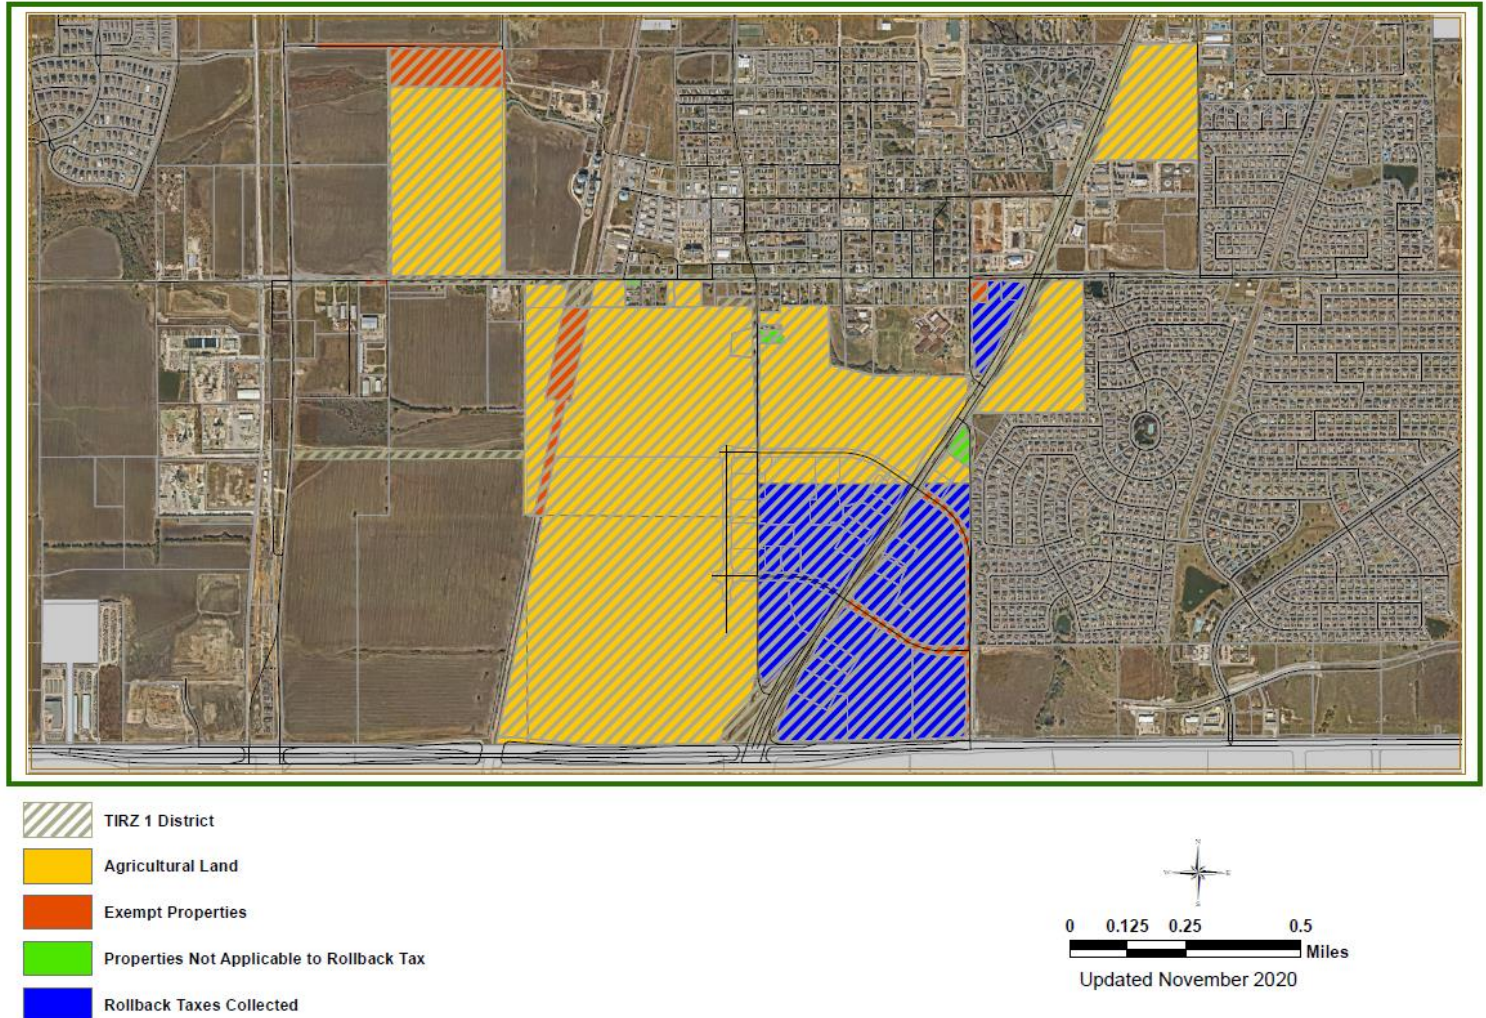 TIRZ 1 District
Agricultural Land
Exempt Properties
Properties Not Applicable to Rollback Tax
Rollback Taxes Collected
N
W E
S
0 0.125 0.25 0.5
Miles
Updated November 2020